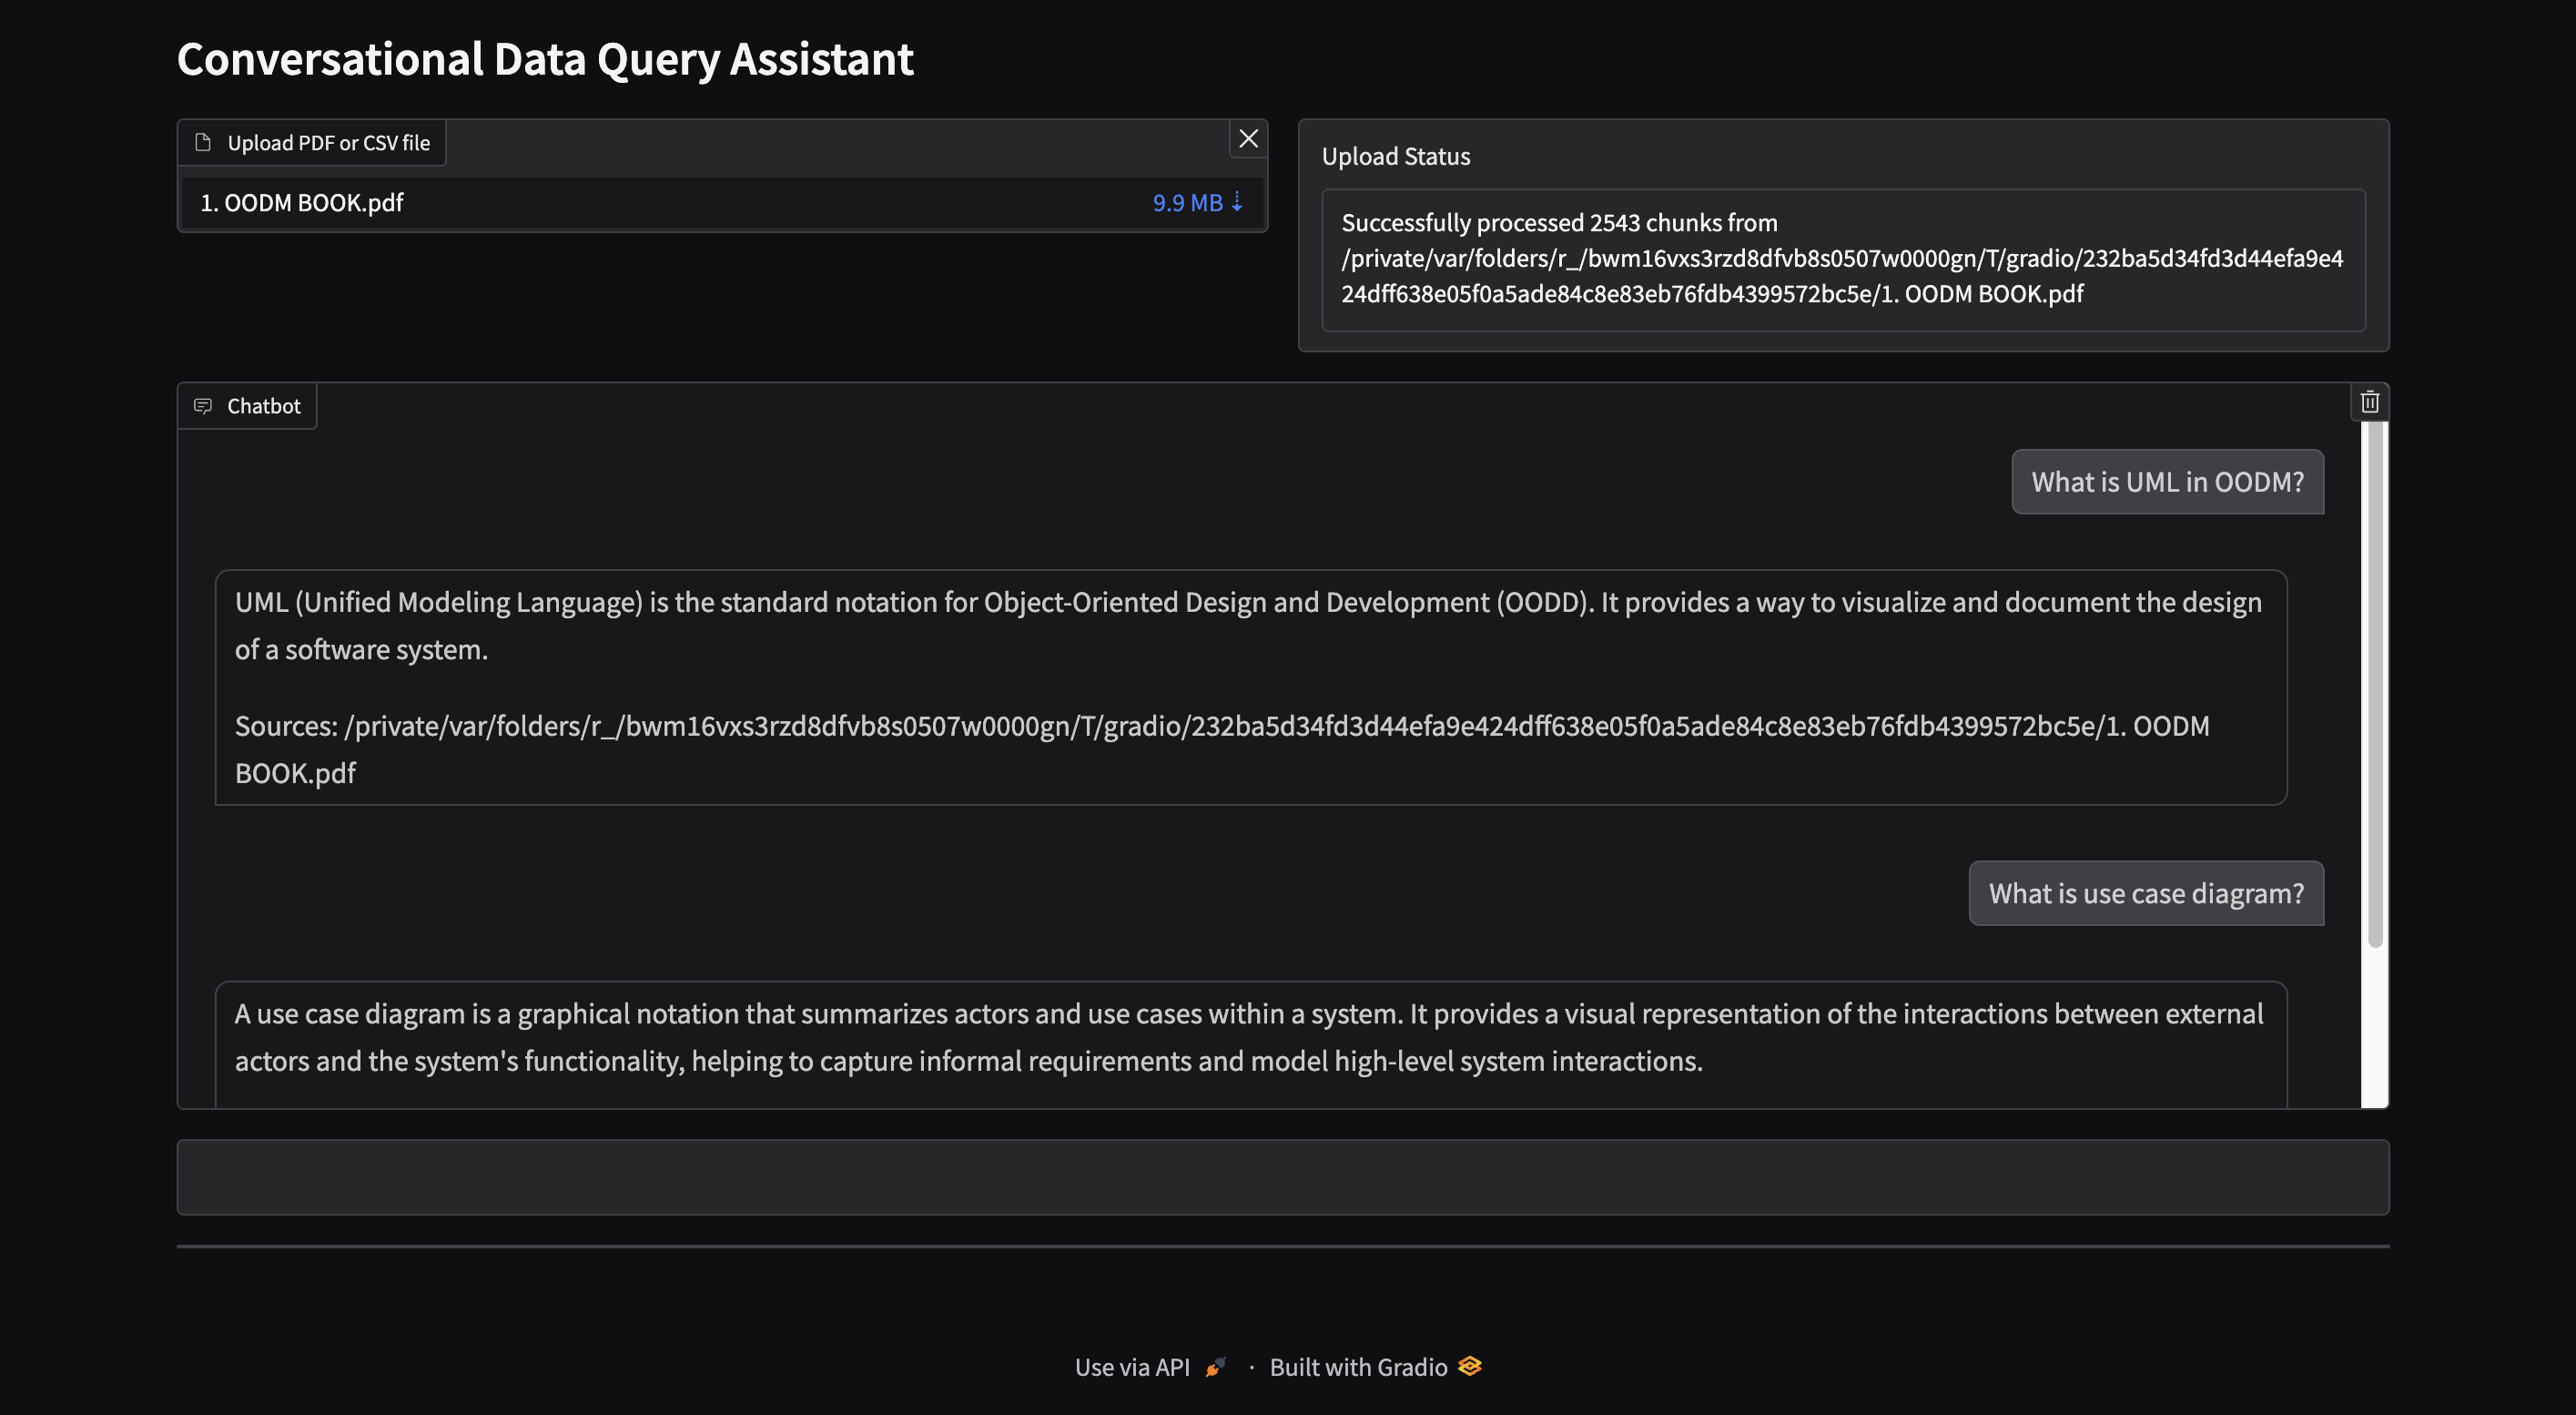 Conversational Data Query Assistant
Upload PDF or CSV file
1. OODM BOOK.pdf
9.9 MB ⇣
Upload Status
Successfully processed 2543 chunks from
/private/var/folders/r_/bwm16vxs3rzd8dfvb8s0507w0000gn/T/gradio/232ba5d34fd3d44efa9e4
24dff638e05f0a5ade84c8e83eb76fdb4399572bc5e/1. OODM BOOK.pdf
Chatbot
What is UML in OODM?
UML (Unified Modeling Language) is the standard notation for Object-Oriented Design and Development (OODD). It provides a way to visualize and document the design
of a software system.
Sources: /private/var/folders/r_/bwm16vxs3rzd8dfvb8s0507w0000gn/T/gradio/232ba5d34fd3d44efa9e424dff638e05f0a5ade84c8e83eb76fdb4399572bc5e/1. OODM
BOOK.pdf
What is use case diagram?
A use case diagram is a graphical notation that summarizes actors and use cases within a system. It provides a visual representation of the interactions between external
actors and the system's functionality, helping to capture informal requirements and model high-level system interactions.
Use via API · Built with Gradio